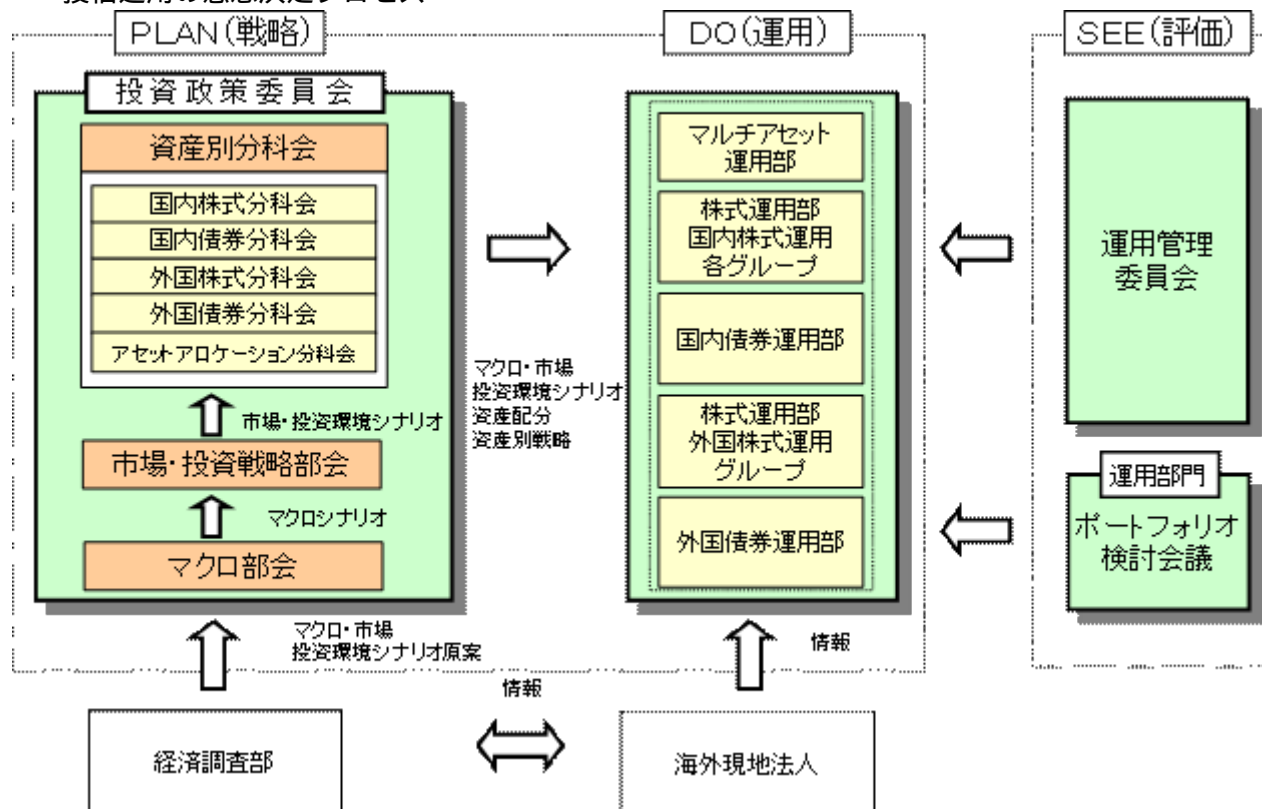 投信運用の意思決定プロセス
PLAN(戦略)
投資政策委員会
資産別分科会
国内株式分科会
国内債券分科会
外国株式分科会
外国債券分科会
アセットアロケーション分科会
市場・投資環境シナリオ
市場・投資戦略部会
マクロシナリオ
マクロ部会
マクロ・市場
投資環境シナリオ原案
経済調査部
マクロ・市場
投資環境シナリオ
資産配分
資産別戦略
情報
DO(運用)
マルチアセット
運用部
株式運用部
国内株式運用
各グループ
国内債券運用部
株式運用部
外国株式運用
グループ
外国債券運用部
情報
海外現地法人
SEE(評価)
運用管理
委員会
運用部門
ポートフォリオ
検討会議